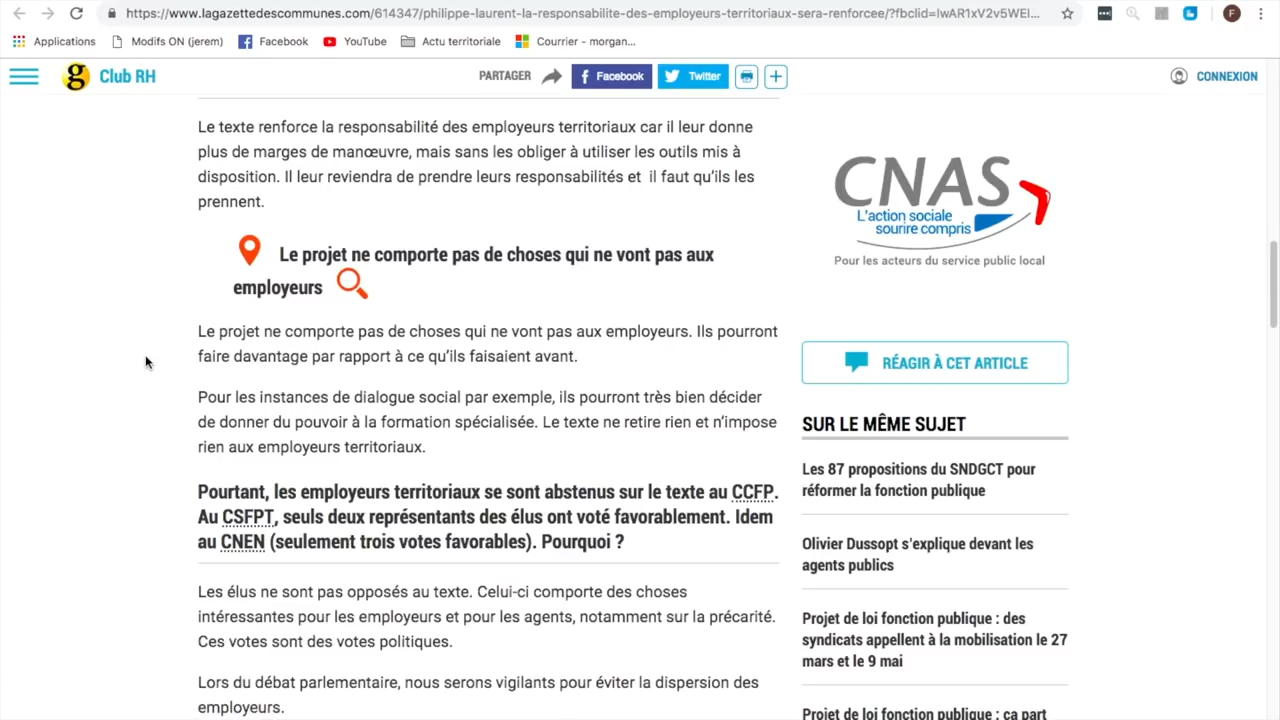 https://www.lagazettedescommunes.com/614347/philippe-laurent-la-responsabilite-des-employeurs-territoriaux-sera-renforcee/?fbclid=IwAR1xV2v5WEl...
F
Applications
Modifs ON (jerem)
Facebook
YouTube
Actu territoriale
Courrier - morgan...
g
Club RH
PARTAGER
Facebook
Twitter
CONNEXION
Le texte renforce la responsabilité des employeurs territoriaux car il leur donne
plus de marges de manœuvre, mais sans les obliger à utiliser les outils mis à
disposition. Il leur reviendra de prendre leurs responsabilités et il faut qu'ils les
prennent.
Le projet ne comporte pas de choses qui ne vont pas aux
employeurs
Le projet ne comporte pas de choses qui ne vont pas aux employeurs. Ils pourront
faire davantage par rapport à ce qu'ils faisaient avant.
Pour les instances de dialogue social par exemple, ils pourront très bien décider
de donner du pouvoir à la formation spécialisée. Le texte ne retire rien et n'impose
rien aux employeurs territoriaux.
Pourtant, les employeurs territoriaux se sont abstenus sur le texte au CCFP.
Au CSFPT, seuls deux représentants des élus ont voté favorablement. Idem
au CNEN (seulement trois votes favorables). Pourquoi ?
Les élus ne sont pas opposés au texte. Celui-ci comporte des choses
intéressantes pour les employeurs et pour les agents, notamment sur la précarité.
Ces votes sont des votes politiques.
Lors du débat parlementaire, nous serons vigilants pour éviter la dispersion des
employeurs.
CNAS
L'action sociale
sourire compris
Pour les acteurs du service public local
RÉAGIR À CET ARTICLE
SUR LE MÊME SUJET
Les 87 propositions du SNDGCT pour
réformer la fonction publique
Olivier Dussopt s'explique devant les
agents publics
Projet de loi fonction publique : des
syndicats appellent à la mobilisation le 27
mars et le 9 mai
Projet de loi fonction publique : ça part